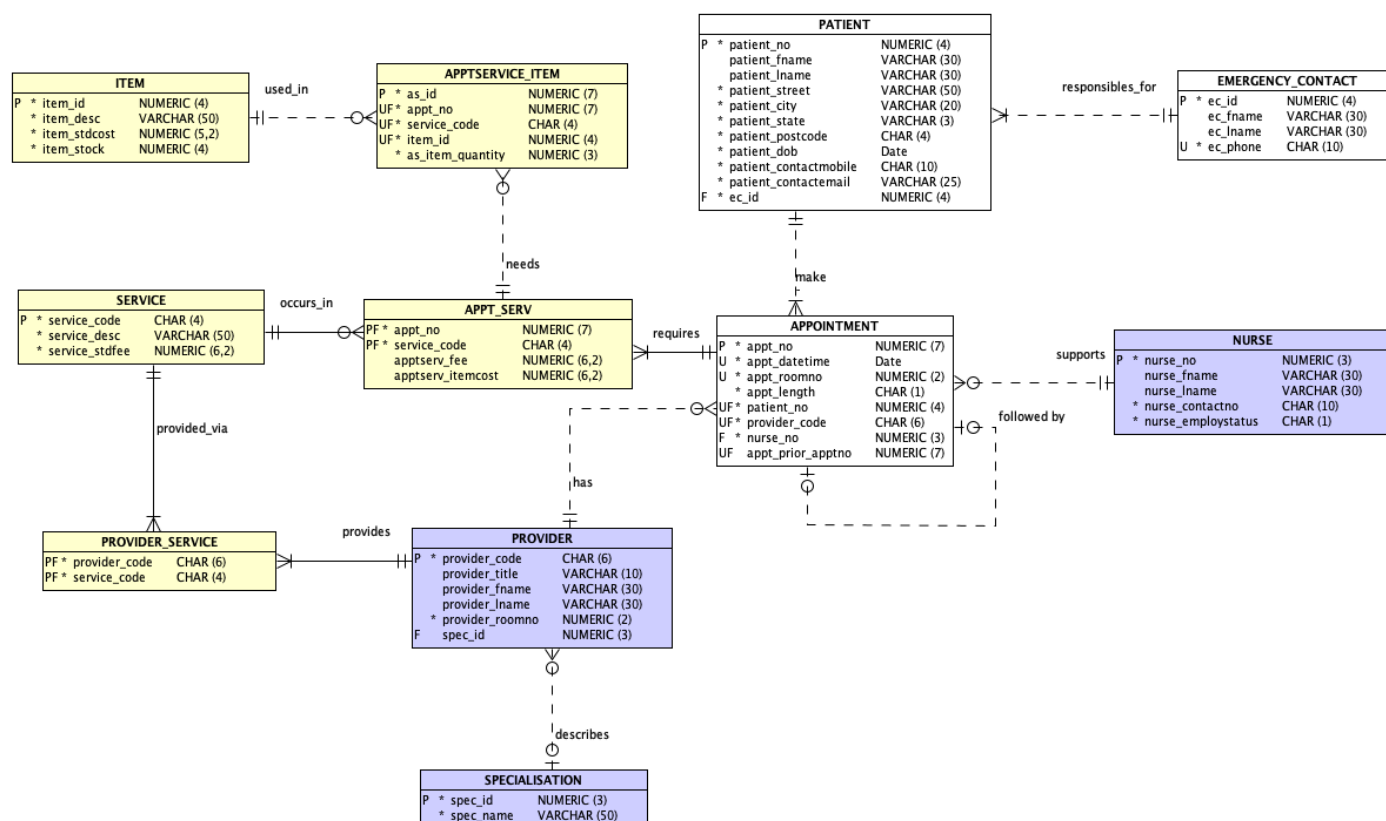 PATIENT
P * patient_no NUMERIC (4)
patient_fname VARCHAR (30)
patient_lname VARCHAR (30)
* patient_street VARCHAR (50)
* patient_city VARCHAR (20)
* patient_state VARCHAR (3)
* patient_postcode CHAR (4)
* patient_dob Date
* patient_contactmobile CHAR (10)
* patient_contactemail VARCHAR (25)
F * ec_id NUMERIC (4)
responsibles_for
EMERGENCY_CONTACT
P * ec_id NUMERIC (4)
ec_fname VARCHAR (30)
ec_lname VARCHAR (30)
U * ec_phone CHAR (10)
ITEM
P * item_id NUMERIC (4)
* item_desc VARCHAR (50)
* item_stdcost NUMERIC (5,2)
* item_stock NUMERIC (4)
used_in
APPTSERVICE_ITEM
P * as_id NUMERIC (7)
UF * appt_no NUMERIC (7)
UF * service_code CHAR (4)
UF * item_id NUMERIC (4)
* as_item_quantity NUMERIC (3)
needs
make
SERVICE
P * service_code CHAR (4)
* service_desc VARCHAR (50)
* service_stdfee NUMERIC (6,2)
occurs_in
APPT_SERV
PF * appt_no NUMERIC (7)
PF * service_code CHAR (4)
apptserv_fee NUMERIC (6,2)
apptserv_itemcost NUMERIC (6,2)
requires
APPOINTMENT
P * appt_no NUMERIC (7)
U * appt_datetime Date
U * appt_roomno NUMERIC (2)
* appt_length CHAR (1)
UF * patient_no NUMERIC (4)
UF * provider_code CHAR (6)
F * nurse_no NUMERIC (3)
UF appt_prior_apptno NUMERIC (7)
supports
NURSE
P * nurse_no NUMERIC (3)
nurse_fname VARCHAR (30)
nurse_lname VARCHAR (30)
* nurse_contactno CHAR (10)
* nurse_employstatus CHAR (1)
followed by
provided_via
has
PROVIDER_SERVICE
PF * provider_code CHAR (6)
PF * service_code CHAR (4)
provides
PROVIDER
P * provider_code CHAR (6)
provider_title VARCHAR (10)
provider_fname VARCHAR (30)
provider_lname VARCHAR (30)
* provider_roomno NUMERIC (2)
F spec_id NUMERIC (3)
describes
SPECIALISATION
P * spec_id NUMERIC (3)
* spec_name VARCHAR (50)